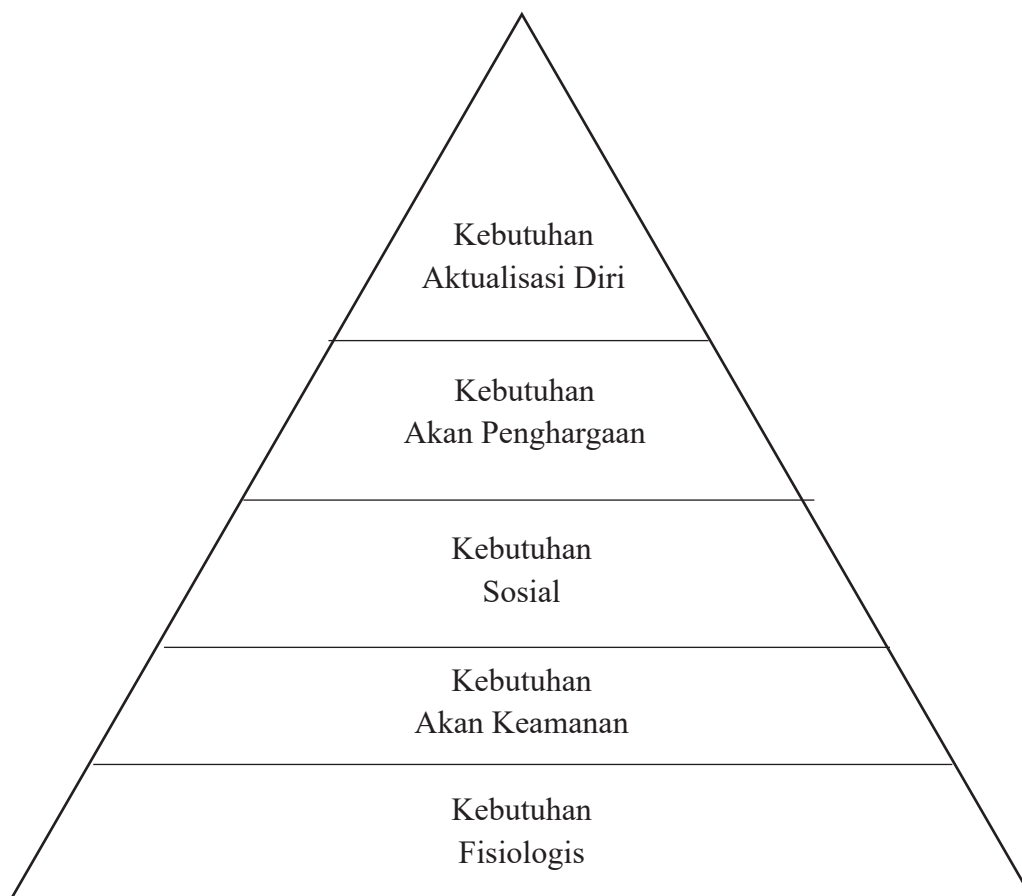 Kebutuhan
Aktualisasi Diri
Kebutuhan
Akan Penghargaan
Kebutuhan
Sosial
Kebutuhan
Akan Keamanan
Kebutuhan
Fisiologis